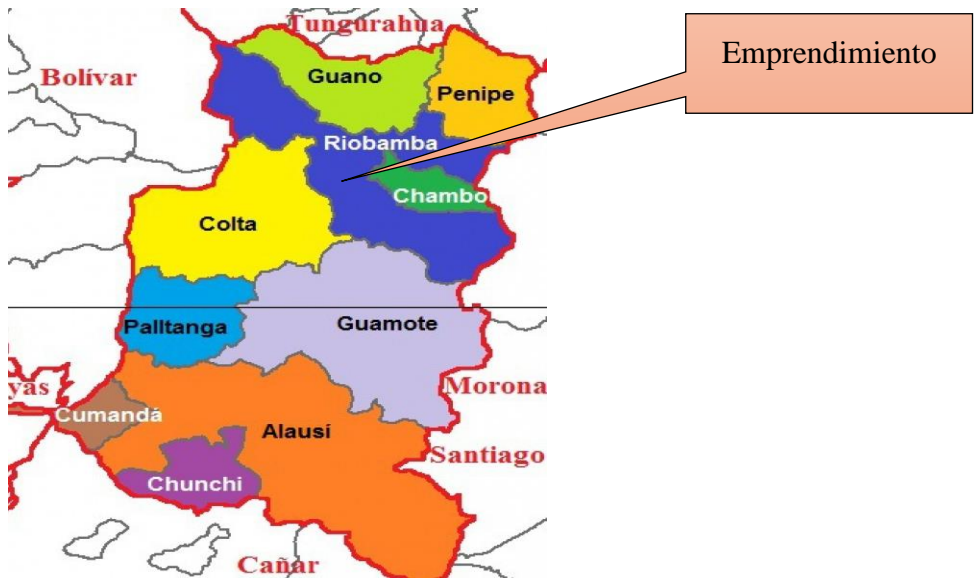 Tungurahua
Emprendimiento
Bolívar
Guano
Penipe
Riobamba
Chambo
Colta
Palltanga
Guamote
yas
Morona
Cumandá
Alausí
Santiago
Chunchi
Cañar